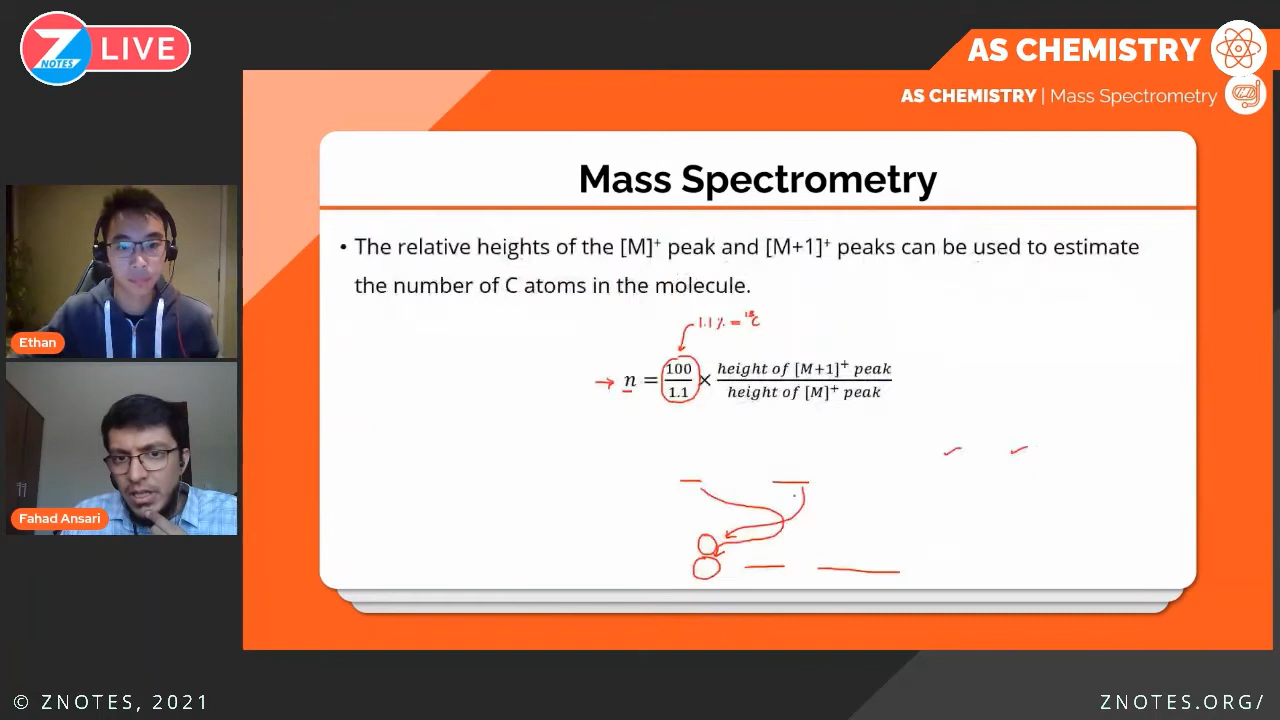 Z NOTES LIVE
AS CHEMISTRY
AS CHEMISTRY | Mass Spectrometry
Mass Spectrometry
• The relative heights of the [M]⁺ peak and [M+1]⁺ peaks can be used to estimate
the number of C atoms in the molecule.
1.1% = ¹³C
→ n = 100/1.1 × height of [M+1]⁺ peak / height of [M]⁺ peak
Ethan
Fahad Ansari
© ZNOTES, 2021
ZNOTES.ORG/